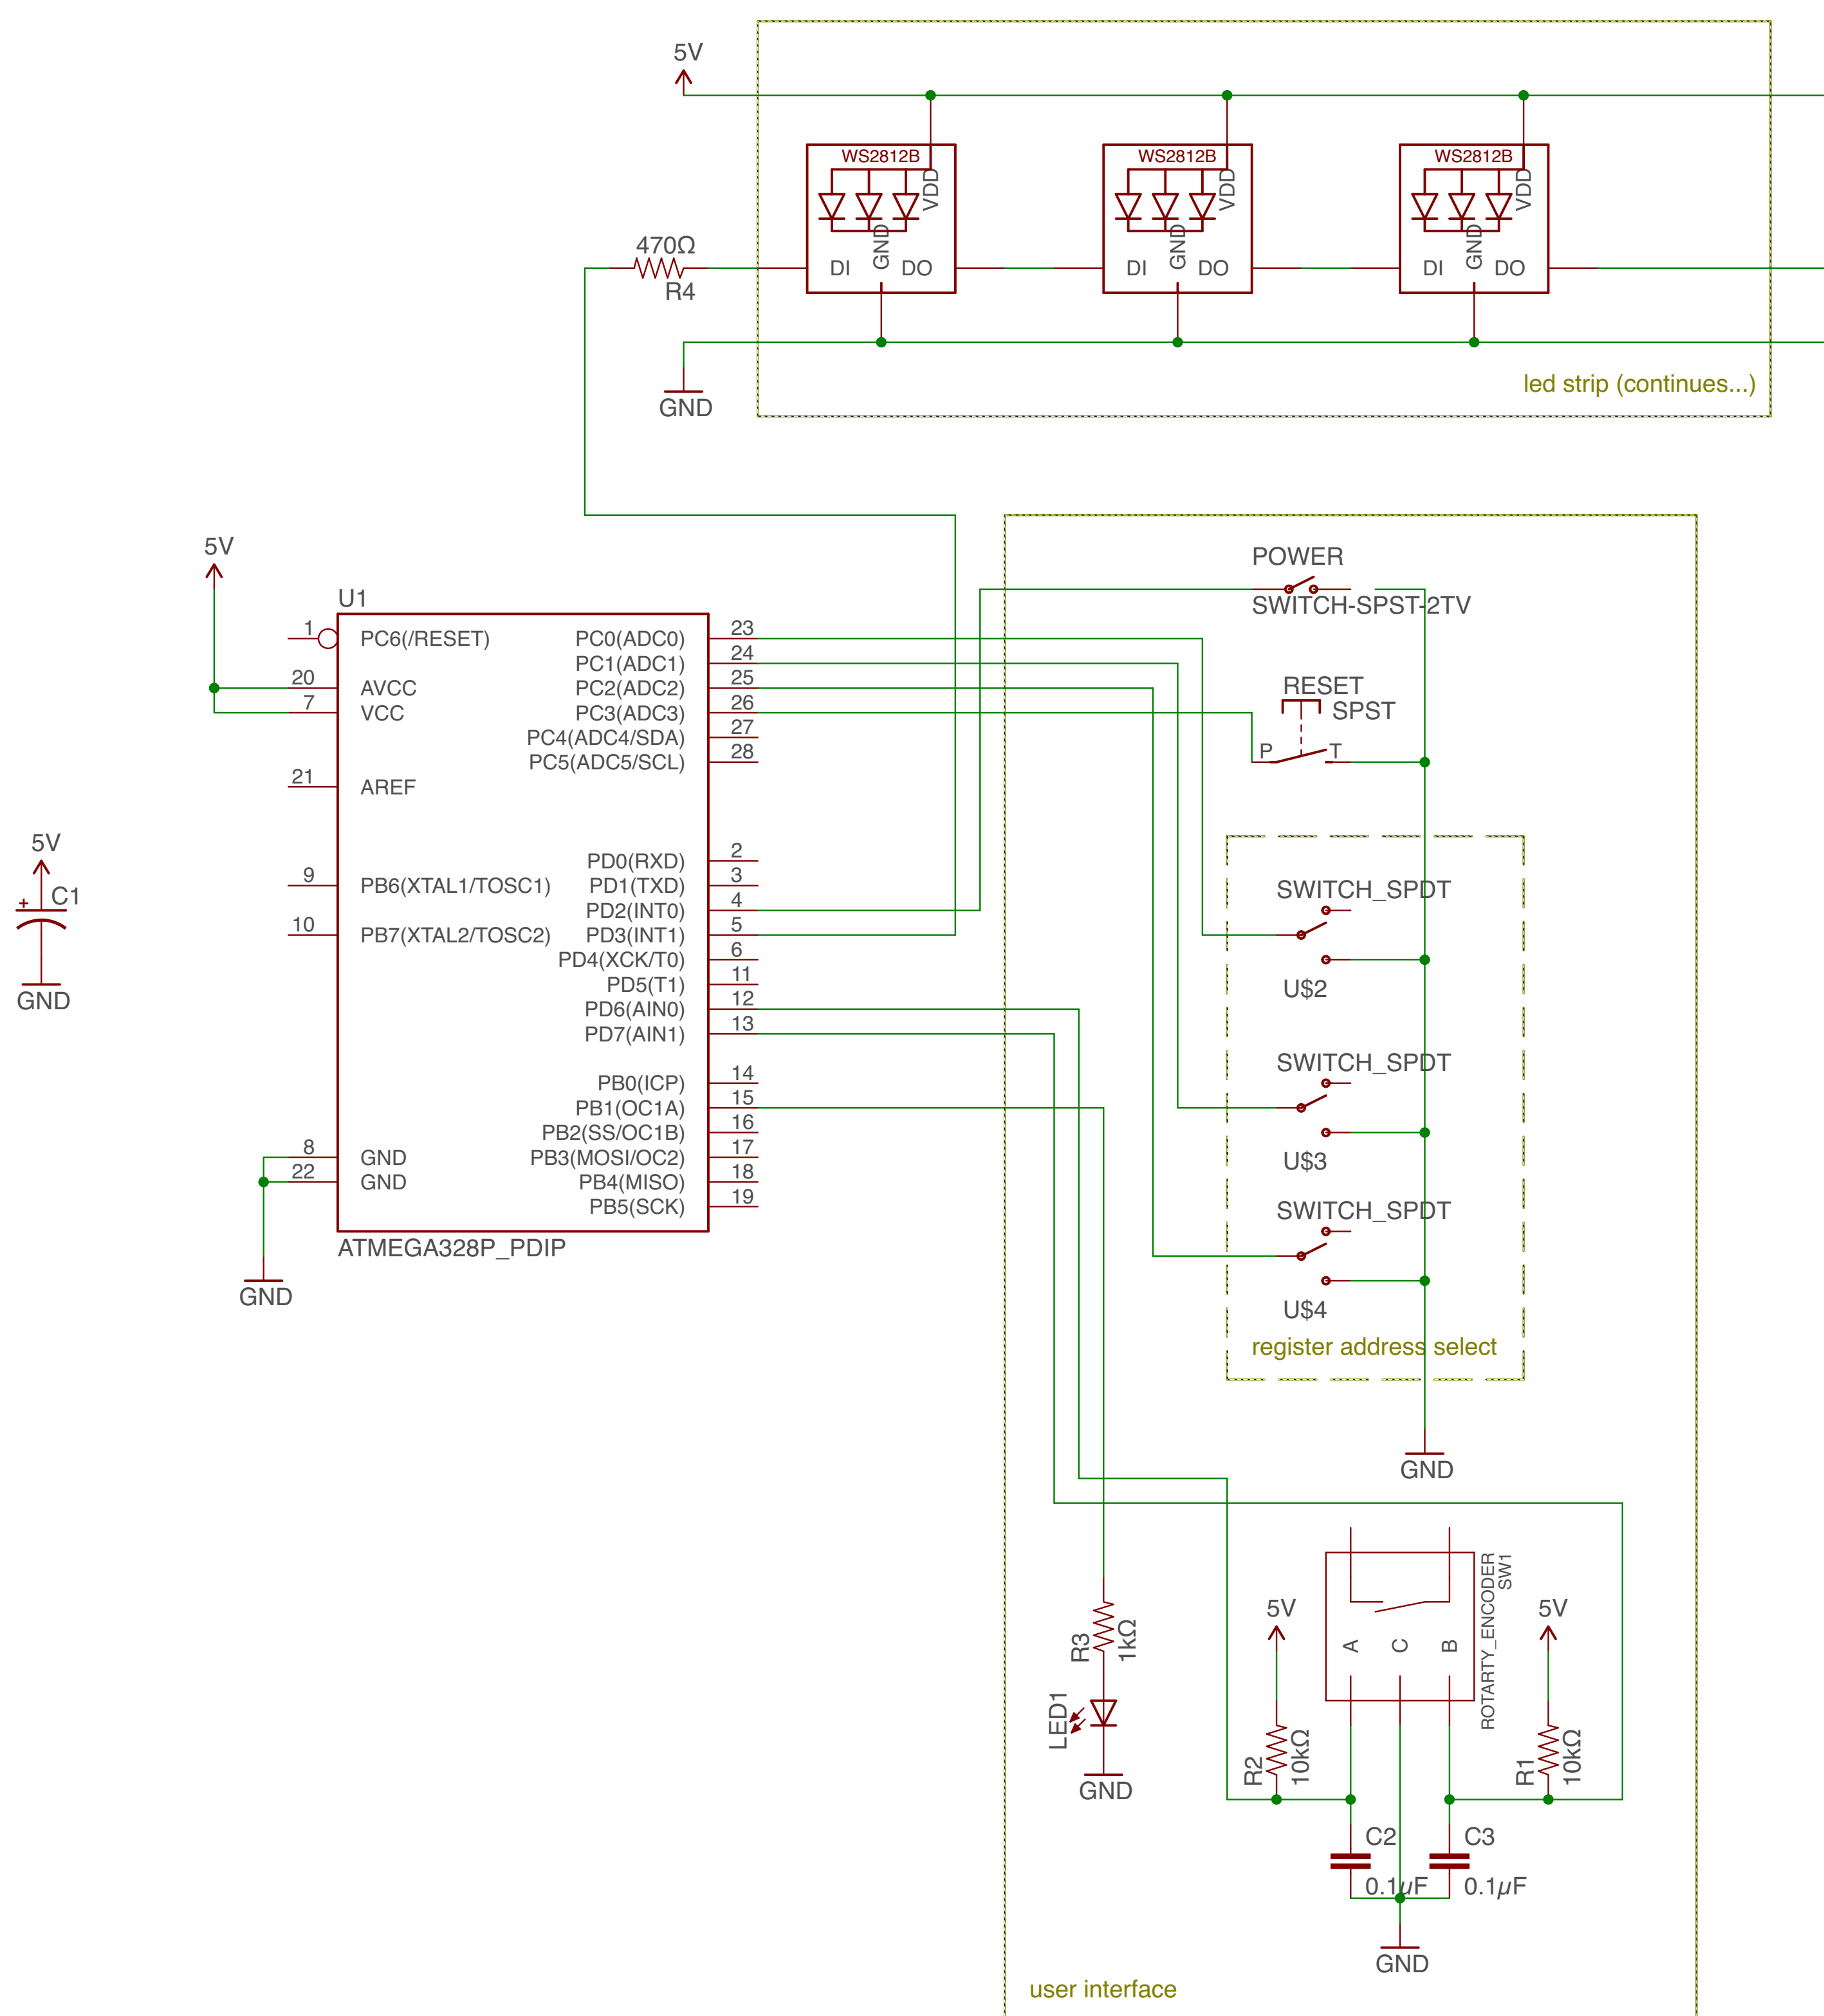 5V
WS2812B
VDD
GND
DI
DO
WS2812B
VDD
GND
DI
DO
WS2812B
VDD
GND
DI
DO
470Ω
R4
GND
led strip (continues...)
5V
U1
1
PC6(/RESET)
20
AVCC
7
VCC
21
AREF
9
PB6(XTAL1/TOSC1)
10
PB7(XTAL2/TOSC2)
8
GND
22
GND
PC0(ADC0)
23
PC1(ADC1)
24
PC2(ADC2)
25
PC3(ADC3)
26
PC4(ADC4/SDA)
27
PC5(ADC5/SCL)
28
PD0(RXD)
2
PD1(TXD)
3
PD2(INT0)
4
PD3(INT1)
5
PD4(XCK/T0)
6
PD5(T1)
11
PD6(AIN0)
12
PD7(AIN1)
13
PB0(ICP)
14
PB1(OC1A)
15
PB2(SS/OC1B)
16
PB3(MOSI/OC2)
17
PB4(MISO)
18
PB5(SCK)
19
ATMEGA328P_PDIP
GND
5V
+
C1
GND
POWER
SWITCH-SPST-2TV
RESET
SPST
P
T
SWITCH_SPDT
U$2
SWITCH_SPDT
U$3
SWITCH_SPDT
U$4
register address select
GND
R3
1kΩ
LED1
GND
5V
R2
10kΩ
A
C
B
ROTARTY_ENCODER
SW1
5V
R1
10kΩ
C2
0.1µF
C3
0.1µF
GND
user interface